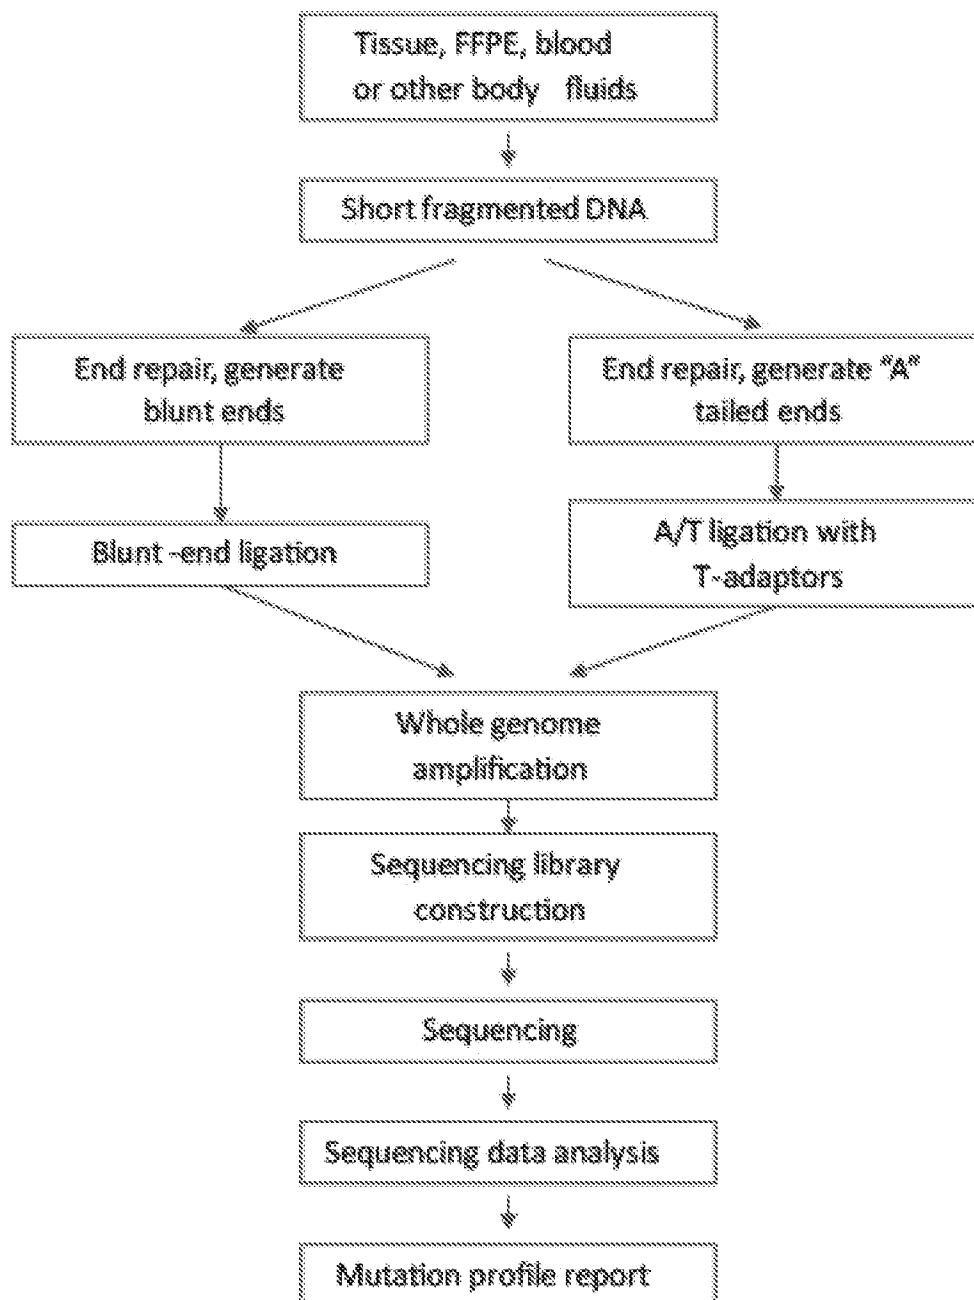 Tissue, FFPE, blood
or other body fluids
Short fragmented DNA
End repair, generate
blunt ends
End repair, generate “A”
tailed ends
Blunt -end ligation
A/T ligation with
T-adaptors
Whole genome
amplification
Sequencing library
construction
Sequencing
Sequencing data analysis
Mutation profile report